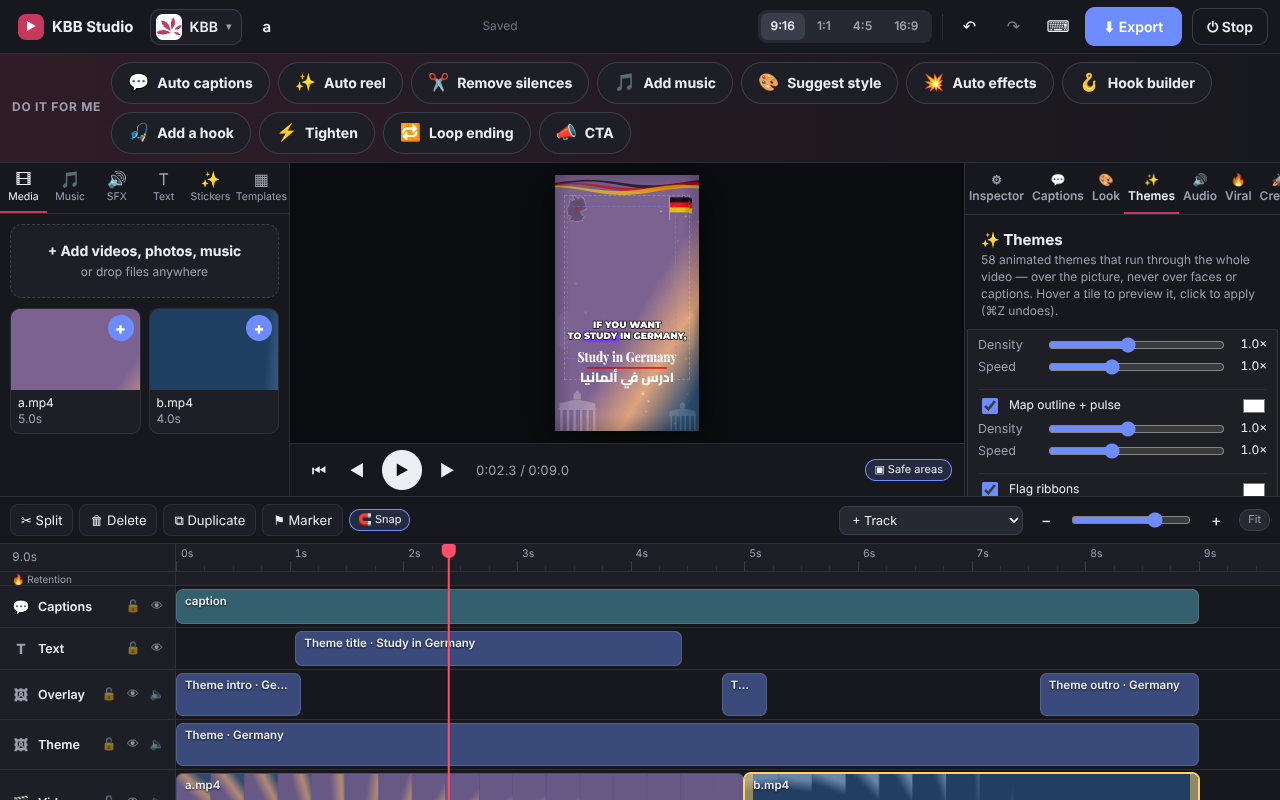 KBB Studio
KBB
a
Saved
9:16
1:1
4:5
16:9
Export
Stop
DO IT FOR ME
Auto captions
Auto reel
Remove silences
Add music
Suggest style
Auto effects
Hook builder
Add a hook
Tighten
Loop ending
CTA
Media
Music
SFX
Text
Stickers
Templates
+ Add videos, photos, music
or drop files anywhere
a.mp4
5.0s
b.mp4
4.0s
IF YOU WANT
TO STUDY IN GERMANY,
Study in Germany
ادرس في ألمانيا
0:02.3 / 0:09.0
Safe areas
Inspector
Captions
Look
Themes
Audio
Viral
Cre
Themes
58 animated themes that run through the whole
video — over the picture, never over faces or
captions. Hover a tile to preview it, click to apply
(⌘Z undoes).
Density
1.0×
Speed
1.0×
Map outline + pulse
Density
1.0×
Speed
1.0×
Flag ribbons
Split
Delete
Duplicate
Marker
Snap
+ Track
Fit
9.0s
0s
1s
2s
3s
4s
5s
6s
7s
8s
9s
Retention
Captions
caption
T Text
Theme title · Study in Germany
Overlay
Theme intro · Ge...
T...
Theme outro · Germany
Theme
Theme · Germany
a.mp4
b.mp4